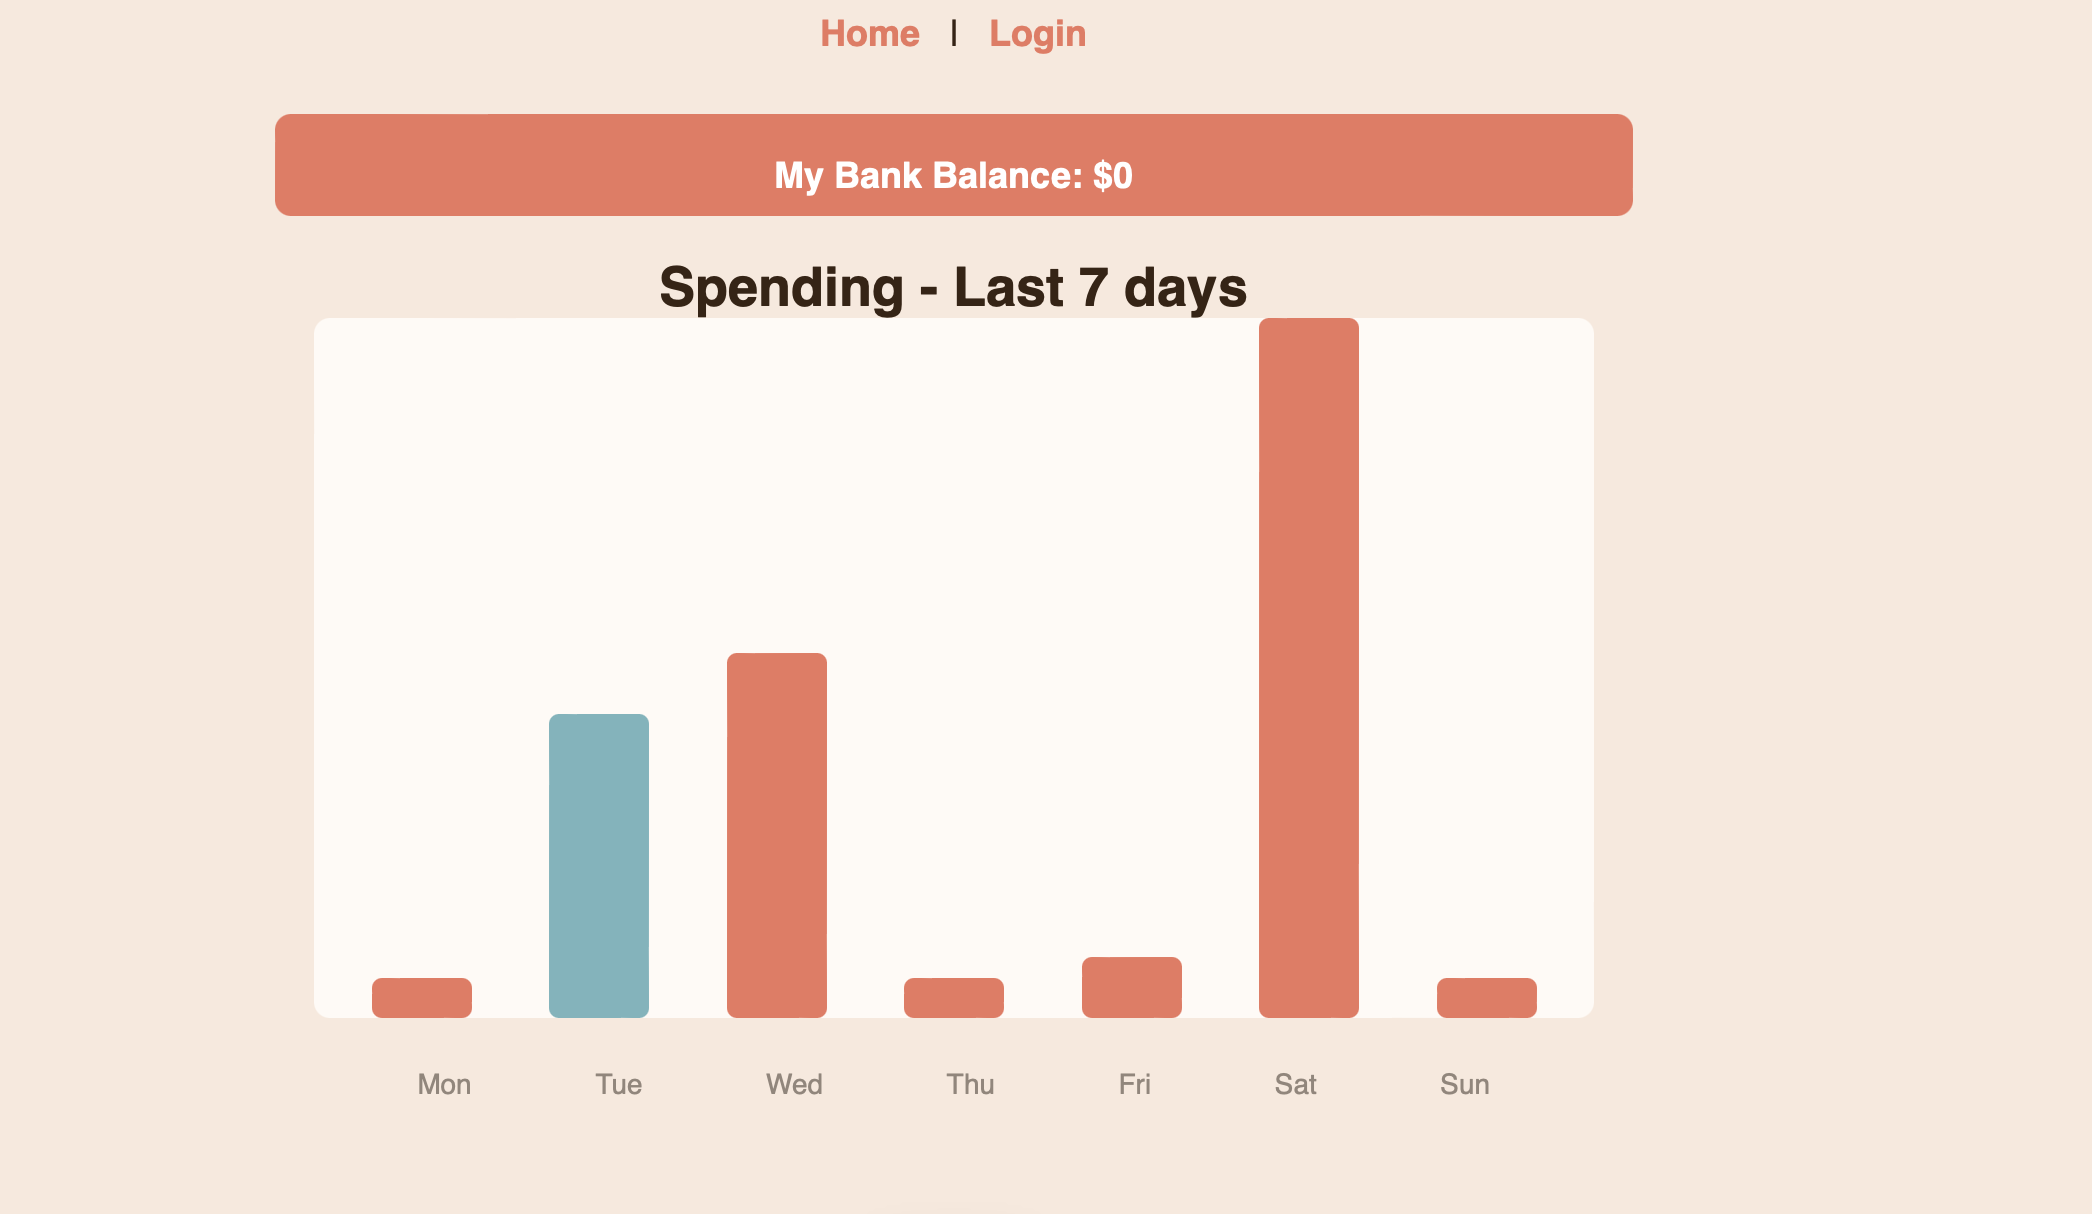 Home | Login
My Bank Balance: $0
Spending - Last 7 days
Mon Tue Wed Thu Fri Sat Sun